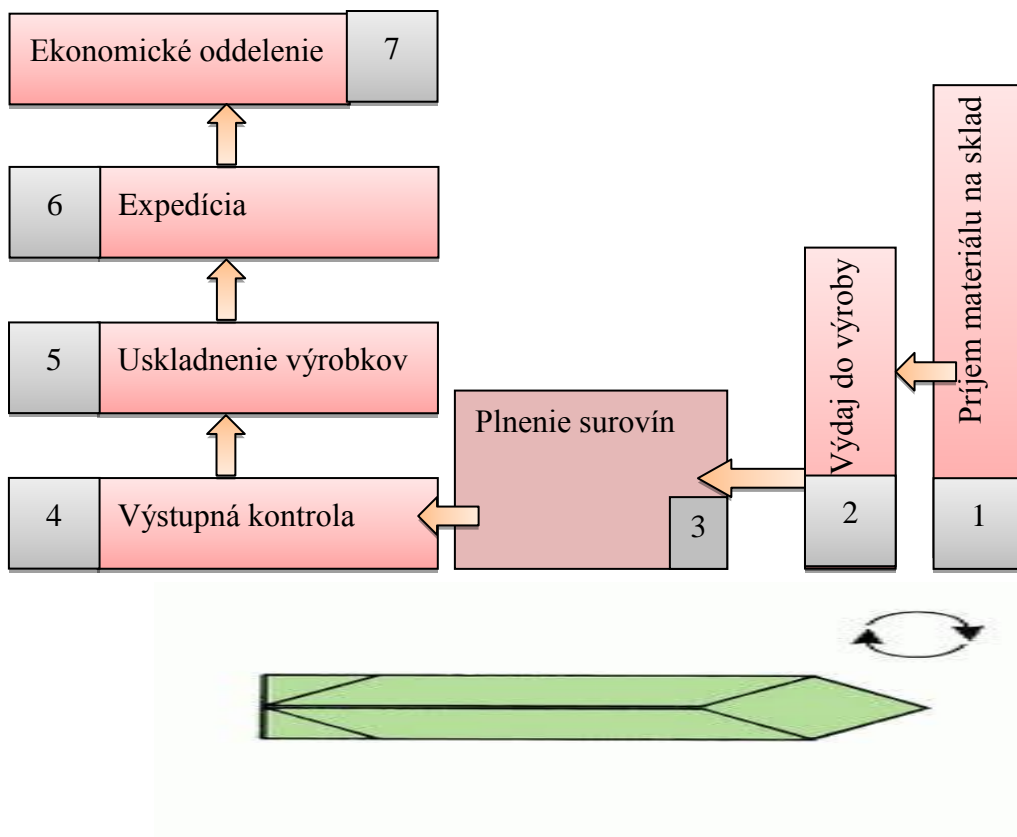 Ekonomické oddelenie
7
6
Expedícia
5
Uskladnenie výrobkov
4
Výstupná kontrola
Plnenie surovín
3
Výdaj do výroby
2
Príjem materiálu na sklad
1